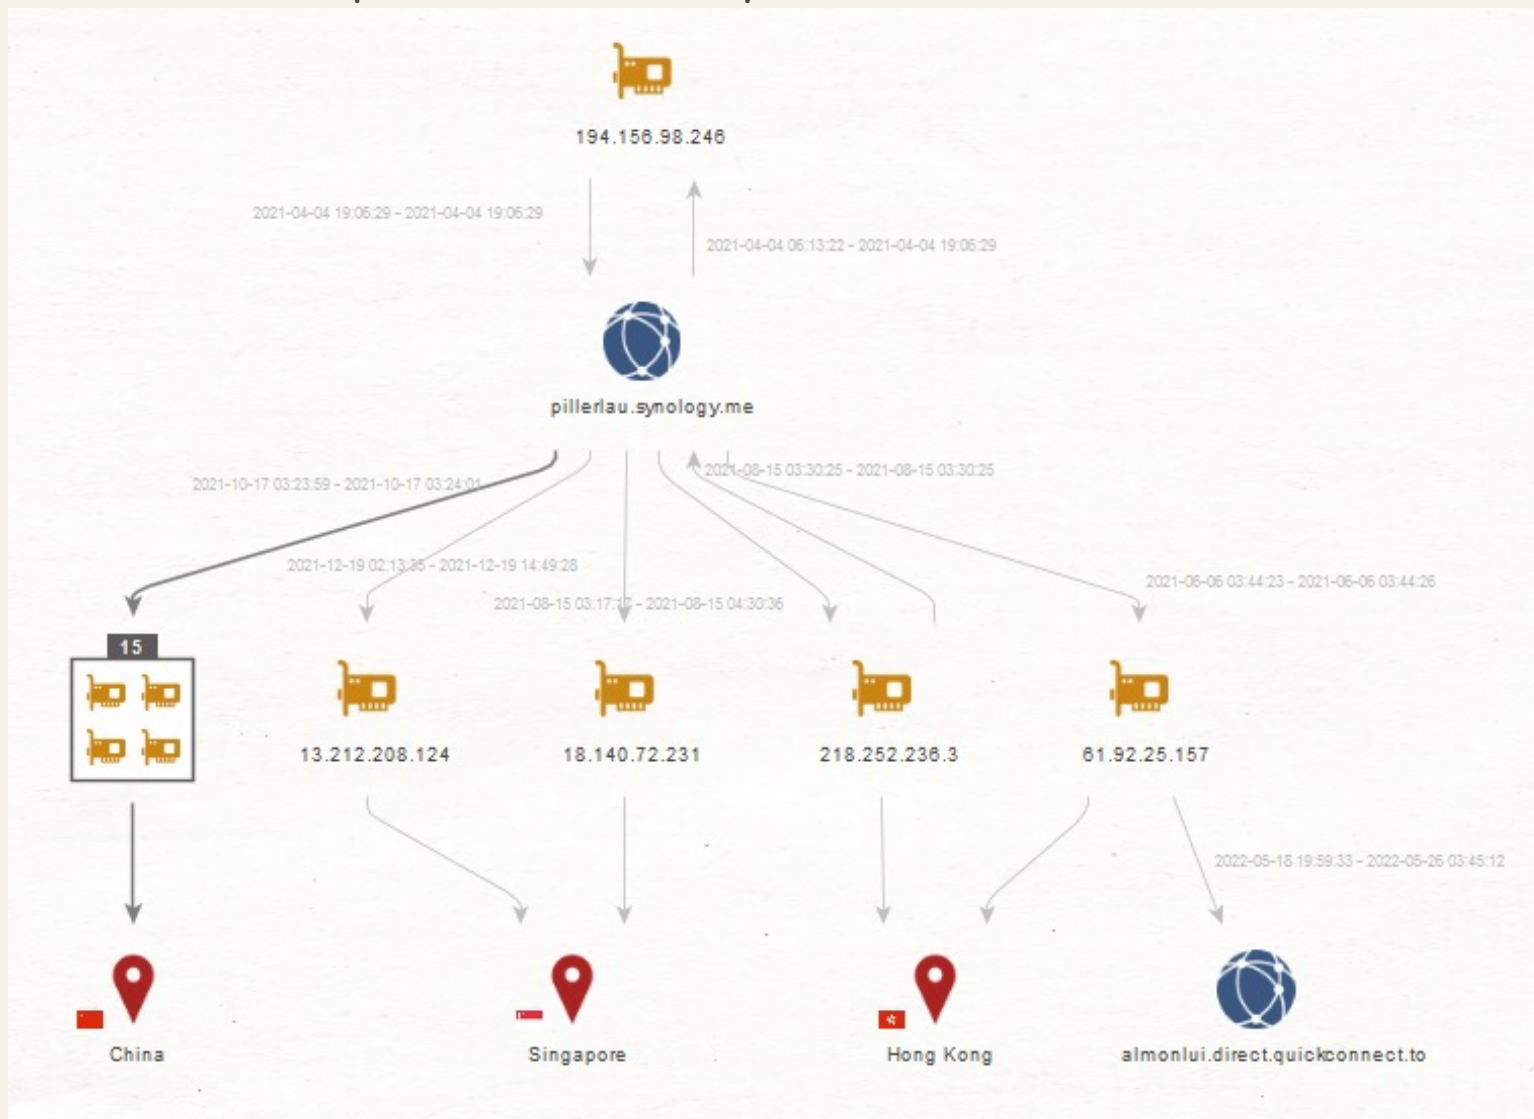 194.156.98.246
2021-04-04 19:06:29 - 2021-04-04 19:06:29
2021-04-04 06:13:22 - 2021-04-04 19:06:29
pillerlau.synology.me
2021-08-15 03:30:25 - 2021-08-15 03:30:25
2021-10-17 03:23:59 - 2021-10-17 03:24:01
2021-12-19 02:13:35 - 2021-12-19 14:49:28
2021-06-06 03:44:23 - 2021-06-06 03:44:26
2021-08-15 03:17:17 - 2021-08-15 04:30:36
15
13.212.208.124
18.140.72.231
218.252.236.3
61.92.25.157
2022-05-18 19:59:33 - 2022-05-26 03:45:12
China
Singapore
Hong Kong
almonlui.direct.quickconnect.to